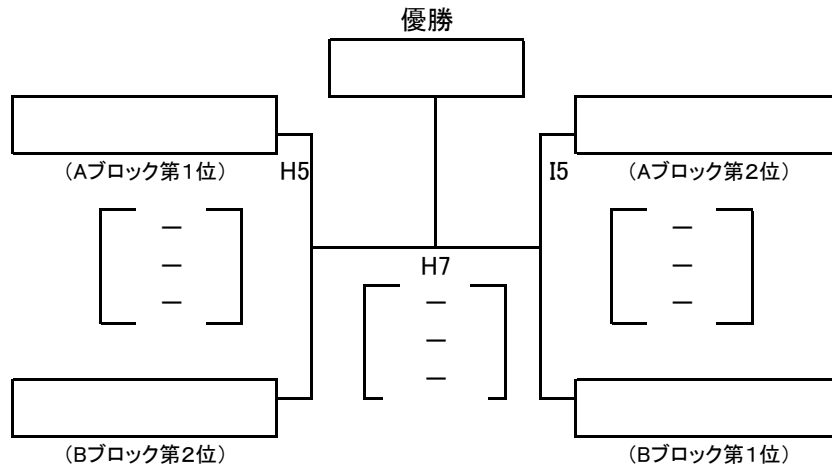 優勝
(Aブロック第1位)
H5
I5
(Aブロック第2位)
－
－
－
－
－
－
H7
－
－
－
(Bブロック第2位)
(Bブロック第1位)